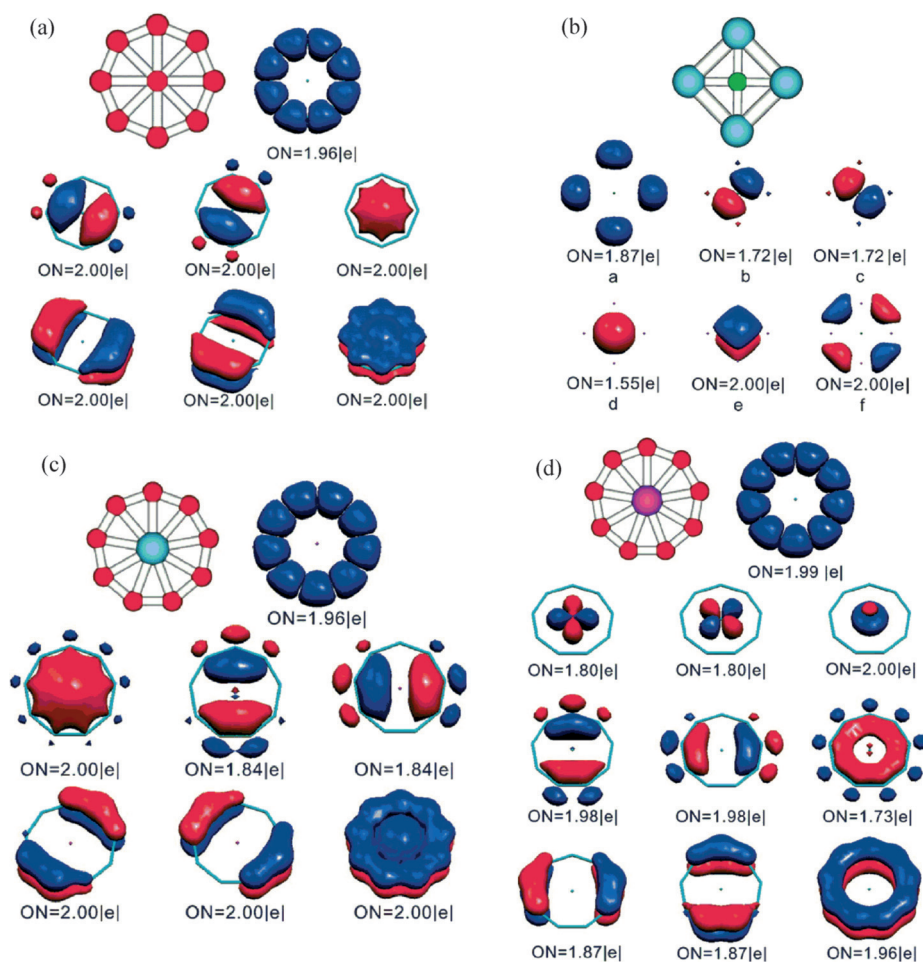 (a)
ON=1.96|e|
ON=2.00|e| ON=2.00|e| ON=2.00|e|
ON=2.00|e| ON=2.00|e| ON=2.00|e|
(b)
ON=1.87|e| ON=1.72|e| ON=1.72|e|
a b c
ON=1.55|e| ON=2.00|e| ON=2.00|e|
d e f
(c)
ON=1.96|e|
ON=2.00|e| ON=1.84|e| ON=1.84|e|
ON=2.00|e| ON=2.00|e| ON=2.00|e|
(d)
ON=1.99 |e|
ON=1.80|e| ON=1.80|e| ON=2.00|e|
ON=1.98|e| ON=1.98|e| ON=1.73|e|
ON=1.87|e| ON=1.87|e| ON=1.96|e|